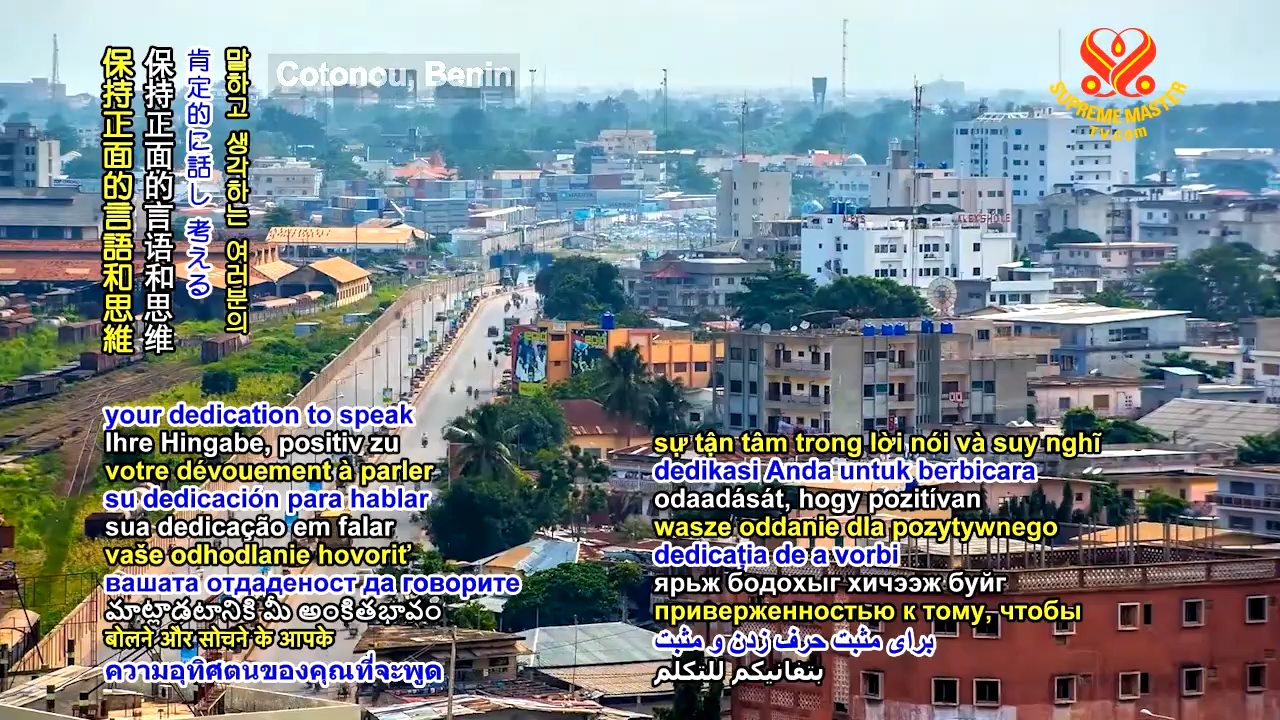 保持正面的言語和思維
保持正面的言语和思维
肯定的に話し 考える
말하고 생각하는 여러분의
Cotonou, Benin
SUPREME MASTER
TV.com
ALEXSHOLE
your dedication to speak
Ihre Hingabe, positiv zu
votre dévouement à parler
su dedicación para hablar
sua dedicação em falar
vaše odhodlanie hovoriť
вашата отдаденост да говорите
మాట్లాడటానికి మీ అంకితభావం
बोलने और सोचने के आपके
ความอุทิศตนของคุณที่จะพูด
sự tận tâm trong lời nói và suy nghĩ
dedikasi Anda untuk berbicara
odaadását, hogy pozitívan
wasze oddanie dla pozytywnego
dedicația de a vorbi
ярьж бодохыг хичээж буйг
приверженностью к тому, чтобы
برای مثبت حرف زدن و مثبت
بتفانيكم للتكلم